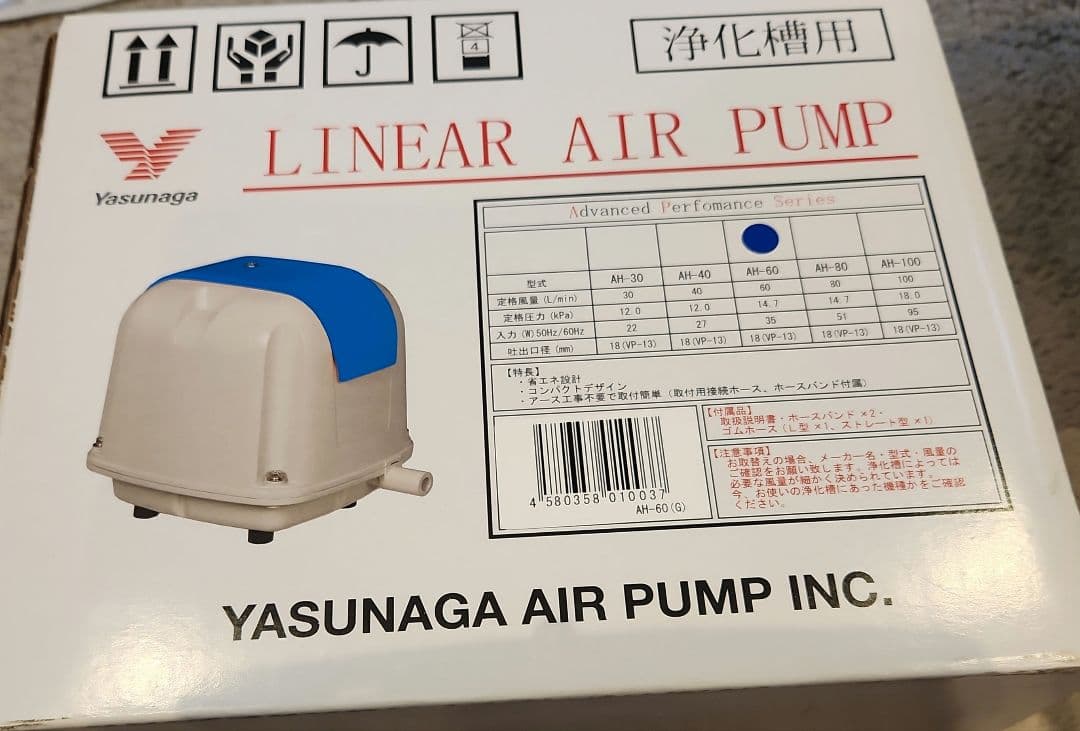 4
浄化槽用
Yasunaga
LINEAR AIR PUMP
Advanced Perfomance Series
型式 AH-30 AH-40 AH-60 AH-80 AH-100
定格風量 (L/min) 30 40 60 80 100
定格圧力 (kPa) 12.0 12.0 14.7 14.7 18.0
入力 (W) 50Hz/60Hz 22 27 35 51 95
吐出口径 (mm) 18(VP-13) 18(VP-13) 18(VP-13) 18(VP-13) 18(VP-13)
【特長】
・省エネ設計
・コンパクトデザイン
・アース工事不要で取付簡単 (取付用接続ホース、ホースバンド付属)
4 580358 010037
AH-60(G)
【付属品】
取扱説明書・ホースバンド ×2・
ゴムホース (L型 ×1、ストレート型 ×1)
【注意事項】
お取替えの場合、メーカー名・型式・風量の
ご確認をお願い致します。浄化槽によっては
必要な風量が細かく決められています。
今、お使いの浄化槽にあった機種かをご確認
ください。
YASUNAGA AIR PUMP INC.